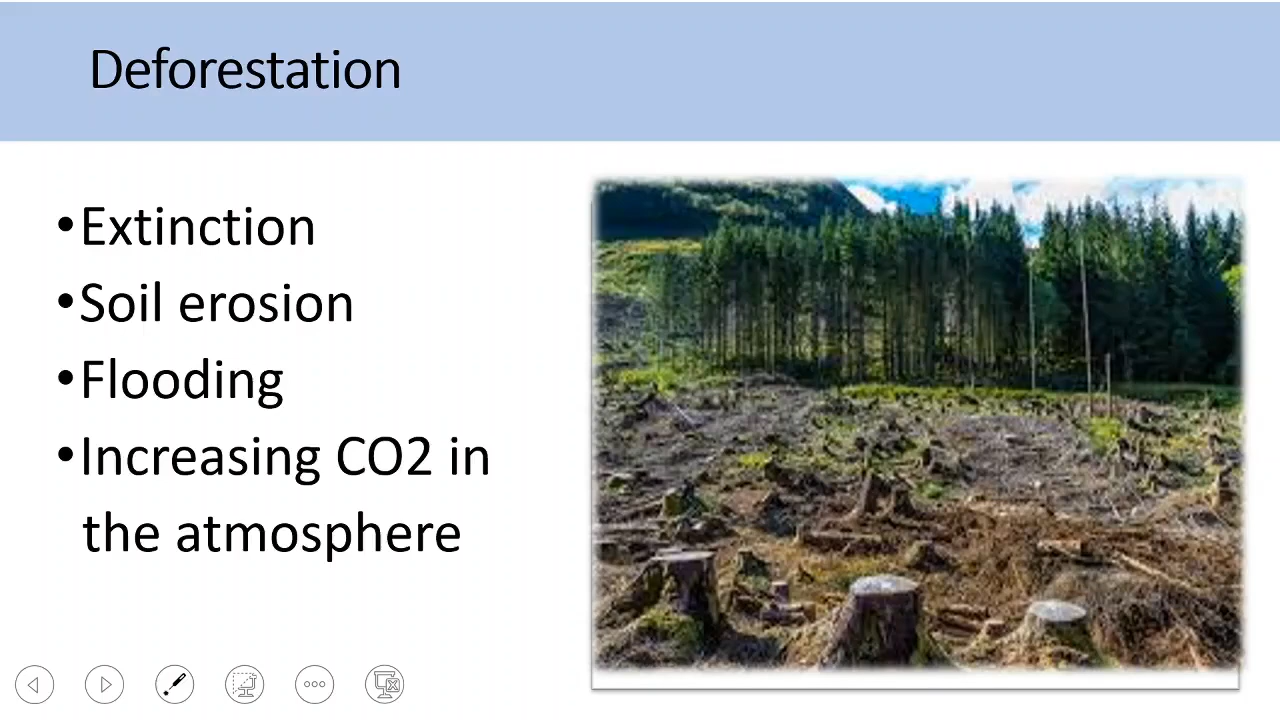 Deforestation
•Extinction
•Soil erosion
•Flooding
•Increasing CO2 in
the atmosphere